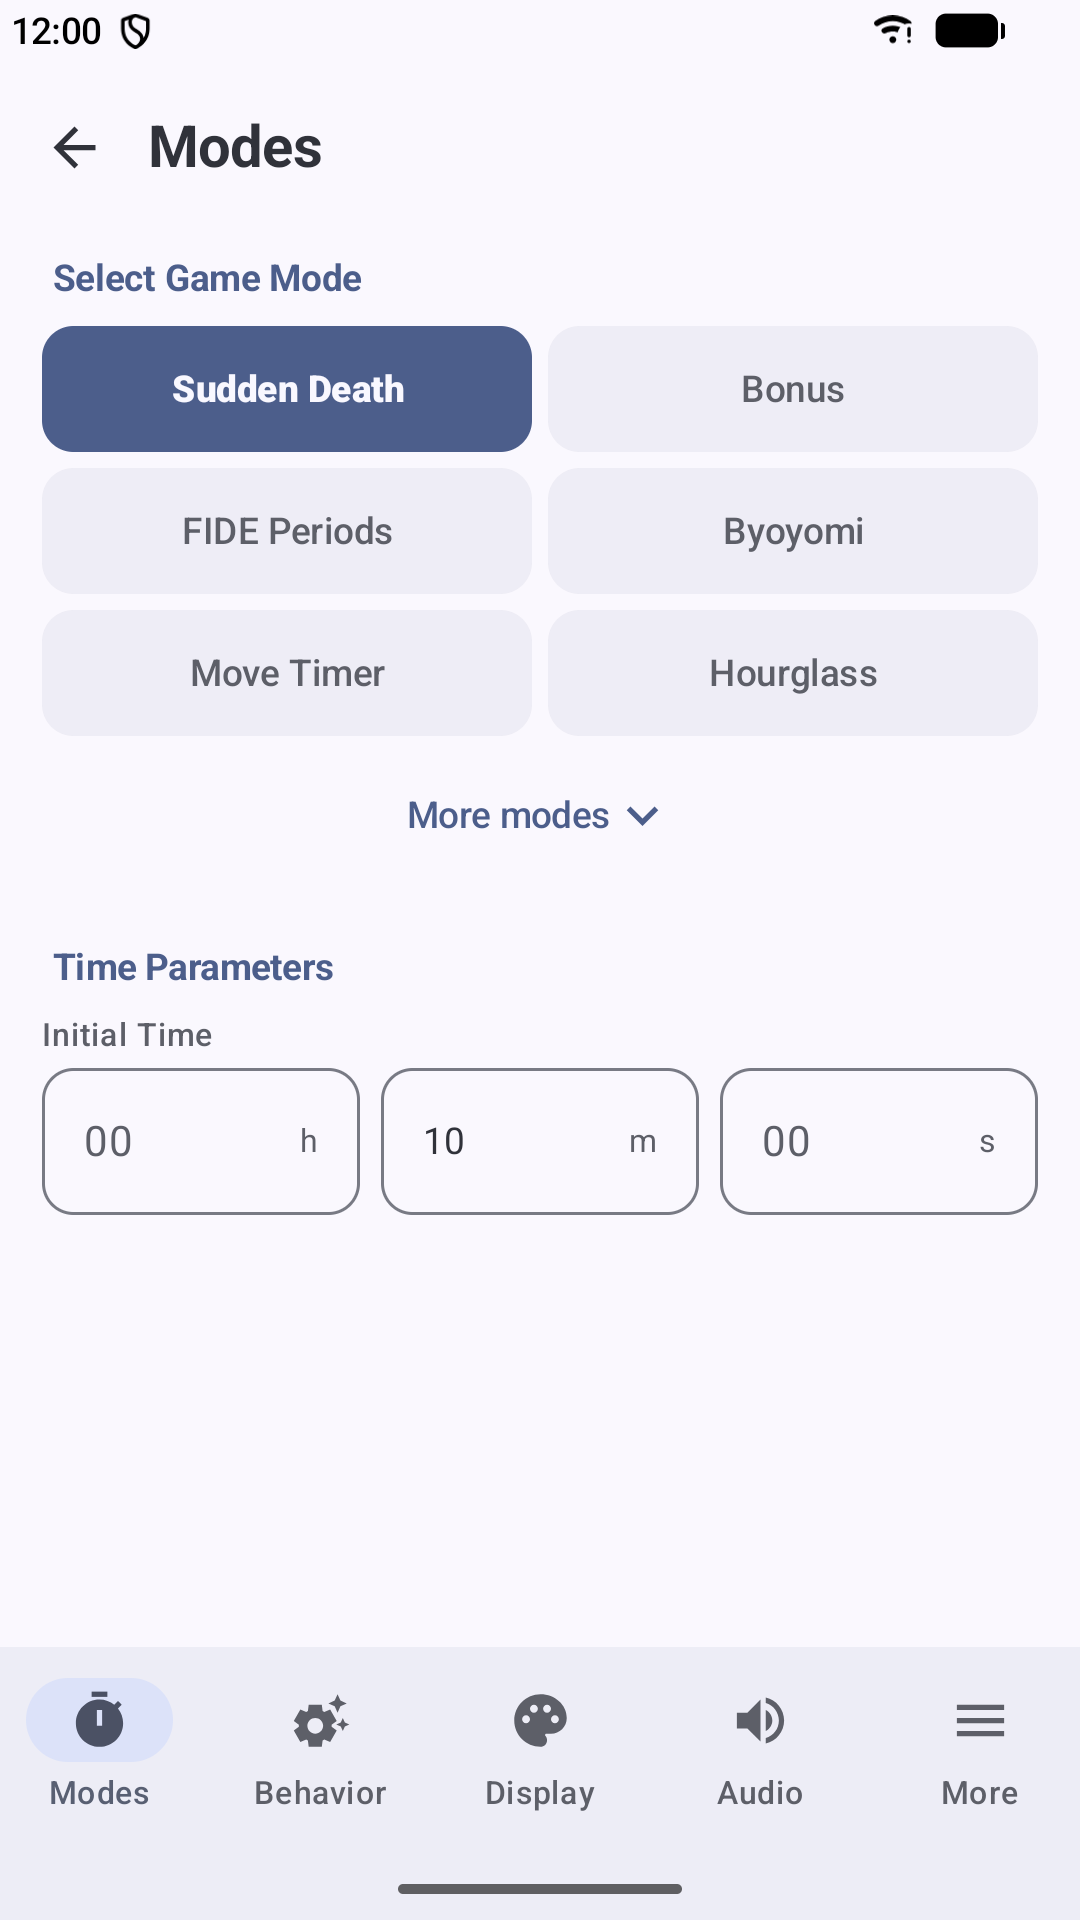 12:00
Modes
Select Game Mode
Sudden Death
Bonus
FIDE Periods
Byoyomi
Move Timer
Hourglass
More modes
Time Parameters
Initial Time
00 h
10 m
00 s
Modes
Behavior
Display
Audio
More